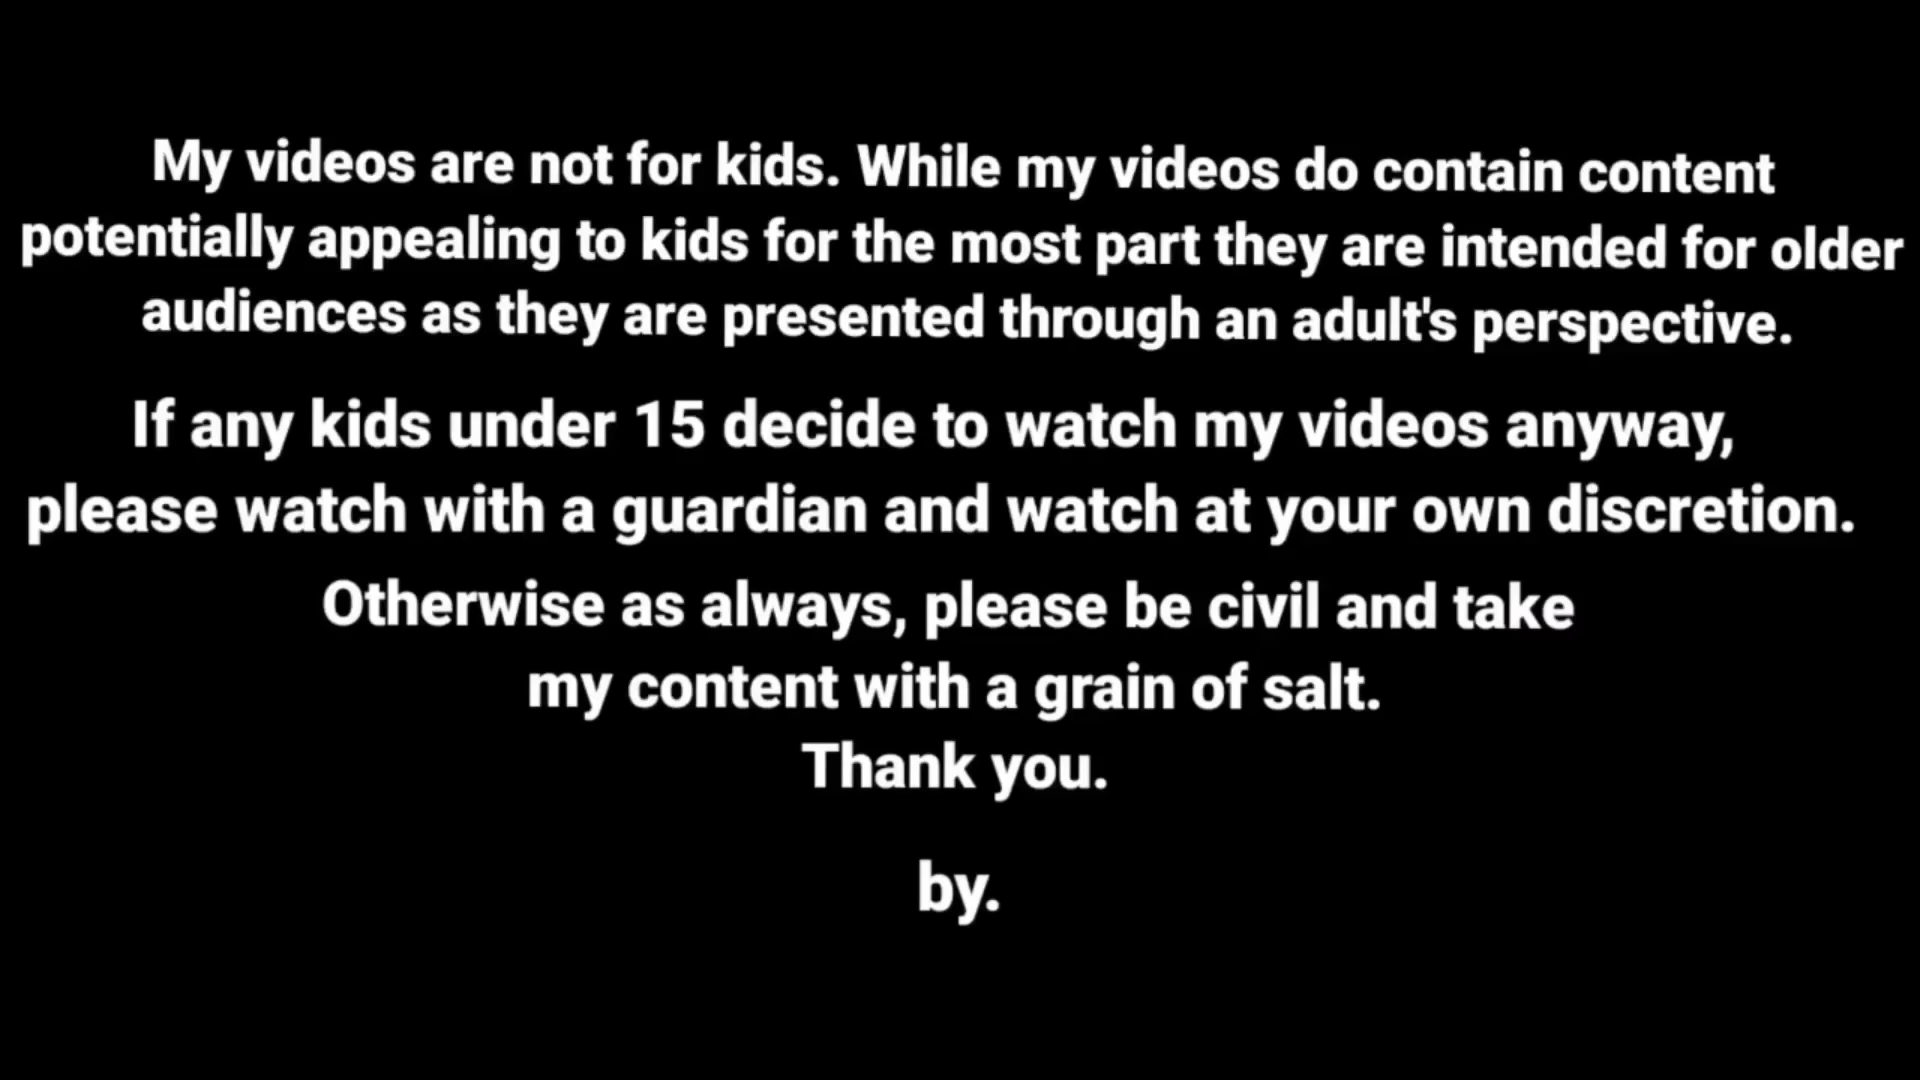 My videos are not for kids. While my videos do contain content
potentially appealing to kids for the most part they are intended for older
audiences as they are presented through an adult's perspective.
If any kids under 15 decide to watch my videos anyway,
please watch with a guardian and watch at your own discretion.
Otherwise as always, please be civil and take
my content with a grain of salt.
Thank you.
by.